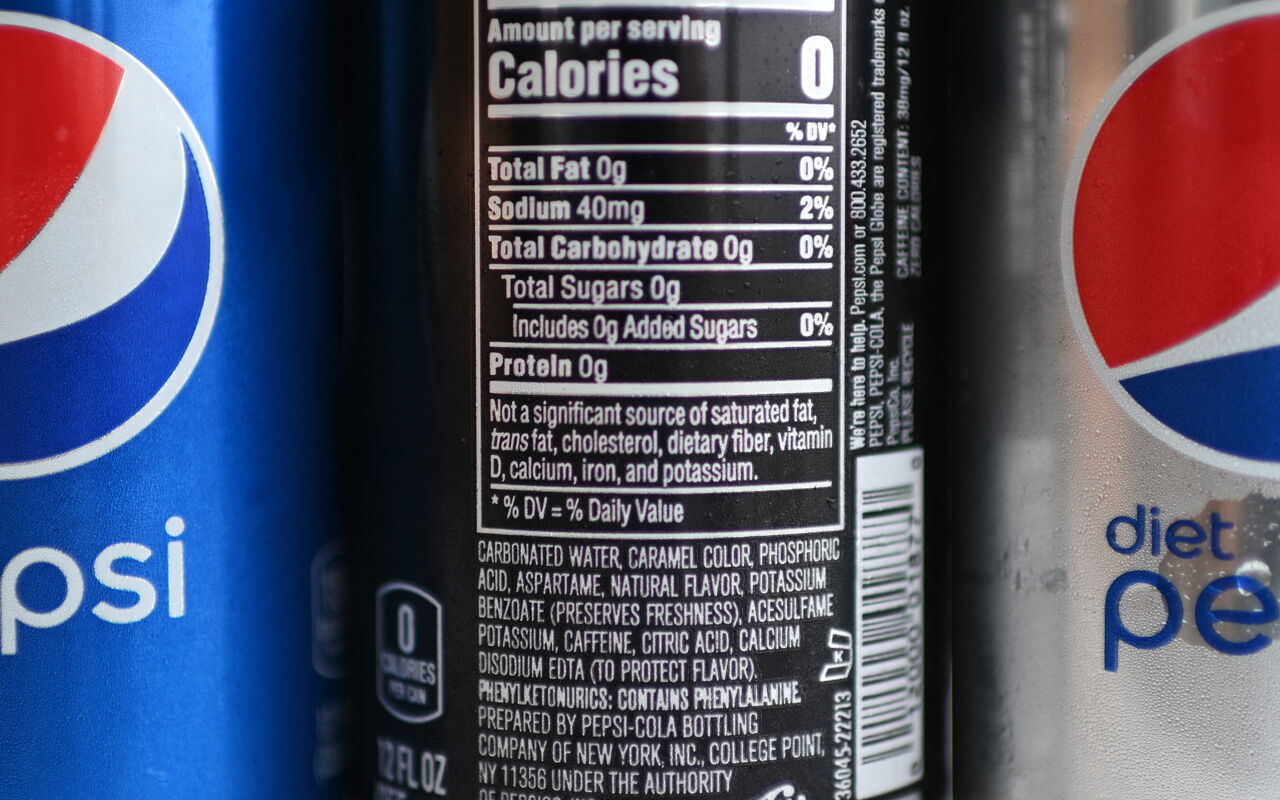 psi
0
CALORIES
PER CAN
12 FL OZ
Amount per serving
Calories 0
% DV*
Total Fat 0g 0%
Sodium 40mg 2%
Total Carbohydrate 0g 0%
Total Sugars 0g
Includes 0g Added Sugars 0%
Protein 0g
Not a significant source of saturated fat,
trans fat, cholesterol, dietary fiber, vitamin
D, calcium, iron, and potassium.
* % DV = % Daily Value
CARBONATED WATER, CARAMEL COLOR, PHOSPHORIC
ACID, ASPARTAME, NATURAL FLAVOR, POTASSIUM
BENZOATE (PRESERVES FRESHNESS), ACESULFAME
POTASSIUM, CAFFEINE, CITRIC ACID, CALCIUM
DISODIUM EDTA (TO PROTECT FLAVOR).
PHENYLKETONURICS: CONTAINS PHENYLALANINE.
PREPARED BY PEPSI-COLA BOTTLING
COMPANY OF NEW YORK, INC., COLLEGE POINT,
NY 11356 UNDER THE AUTHORITY
We're here to help. Pepsi.com or 800.433.2652
PEPSI, PEPSI-COLA, the Pepsi Globe are registered trademarks
PepsiCo, Inc.
CAFFEINE CONTENT: 38mg/12 fl oz.
PLEASE RECYCLE
ZERO CALORIES
K
36045-22213
diet
pe